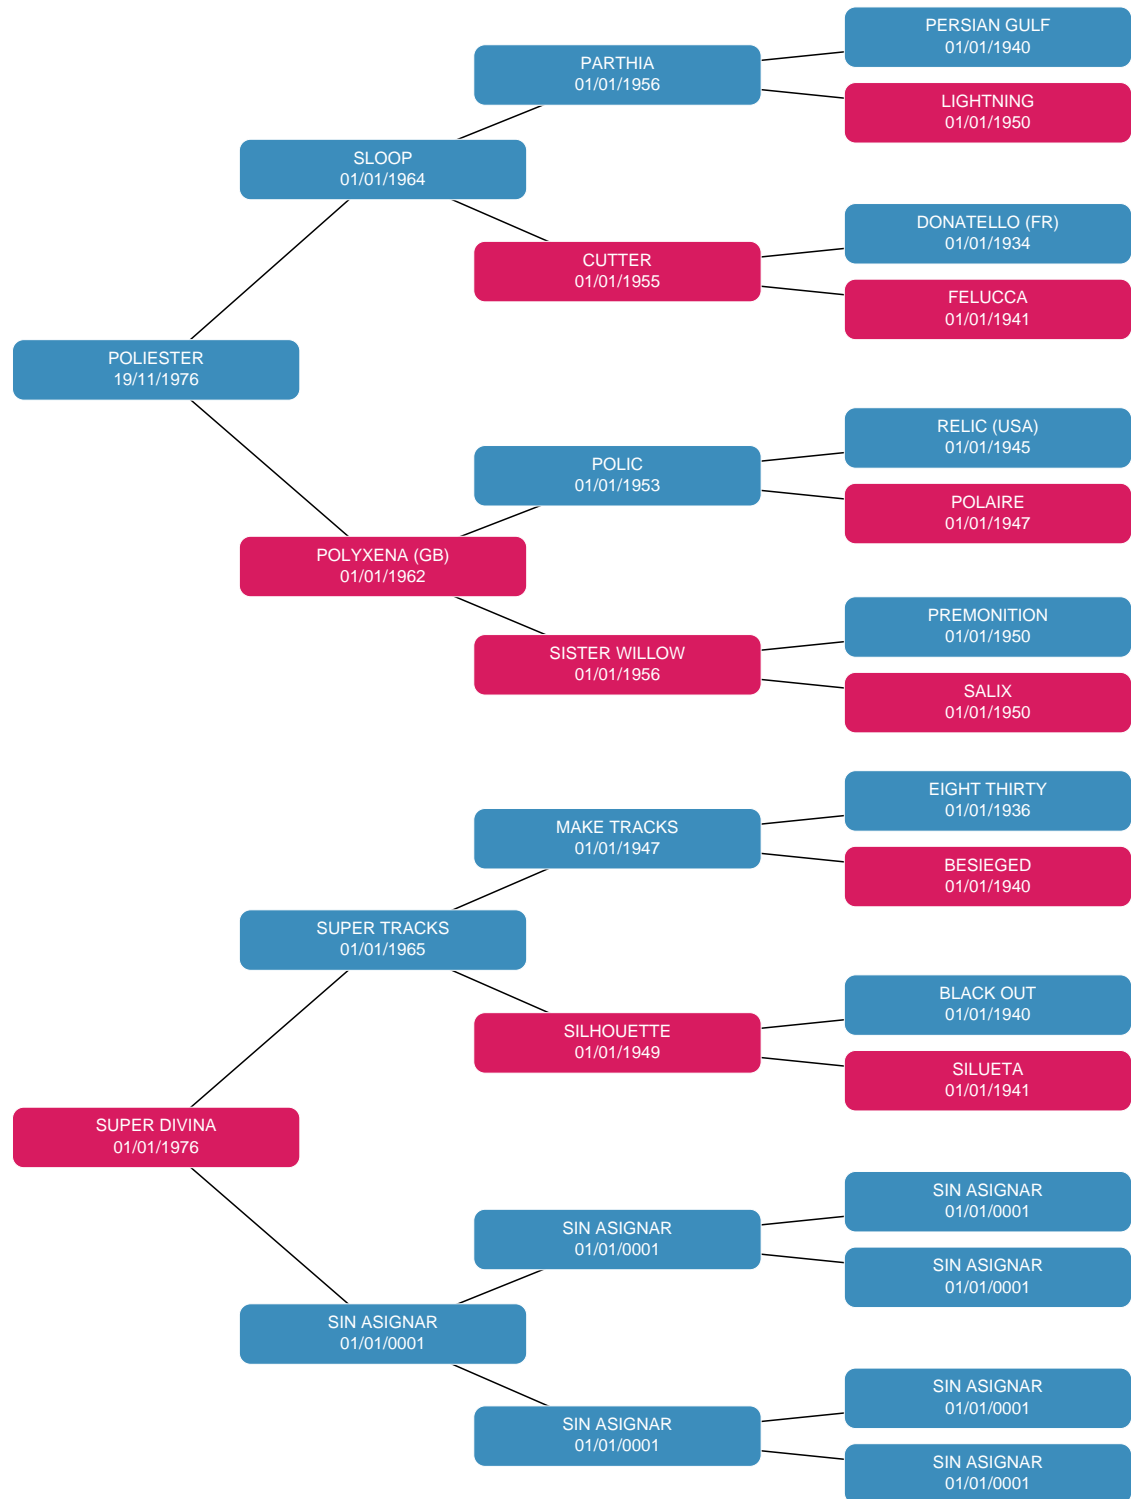 PERSIAN GULF
01/01/1940
PARTHIA
01/01/1956
LIGHTNING
01/01/1950
SLOOP
01/01/1964
DONATELLO (FR)
01/01/1934
CUTTER
01/01/1955
FELUCCA
01/01/1941
POLIESTER
19/11/1976
RELIC (USA)
01/01/1945
POLIC
01/01/1953
POLAIRE
01/01/1947
POLYXENA (GB)
01/01/1962
PREMONITION
01/01/1950
SISTER WILLOW
01/01/1956
SALIX
01/01/1950
EIGHT THIRTY
01/01/1936
MAKE TRACKS
01/01/1947
BESIEGED
01/01/1940
SUPER TRACKS
01/01/1965
BLACK OUT
01/01/1940
SILHOUETTE
01/01/1949
SILUETA
01/01/1941
SUPER DIVINA
01/01/1976
SIN ASIGNAR
01/01/0001
SIN ASIGNAR
01/01/0001
SIN ASIGNAR
01/01/0001
SIN ASIGNAR
01/01/0001
SIN ASIGNAR
01/01/0001
SIN ASIGNAR
01/01/0001
SIN ASIGNAR
01/01/0001